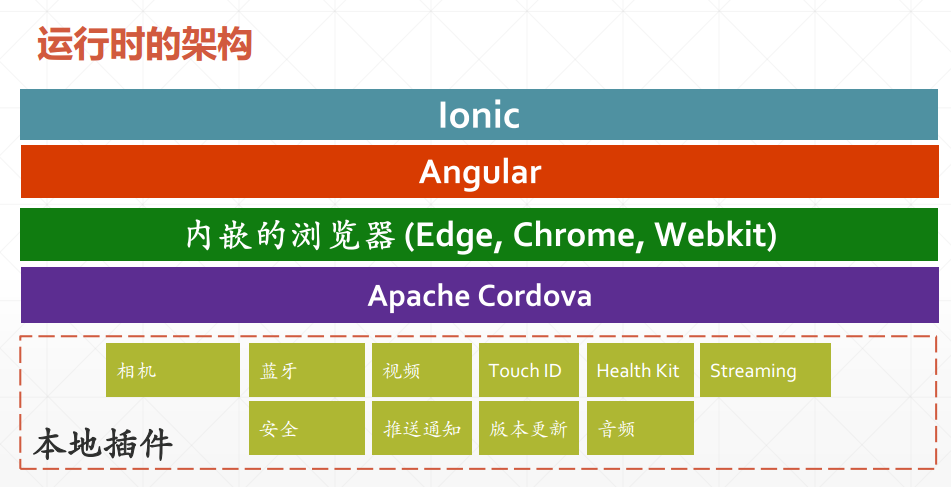 运行时的架构
Ionic
Angular
内嵌的浏览器 (Edge, Chrome, Webkit)
Apache Cordova
相机 蓝牙 视频 Touch ID Health Kit Streaming
安全 推送通知 版本更新 音频
本地插件